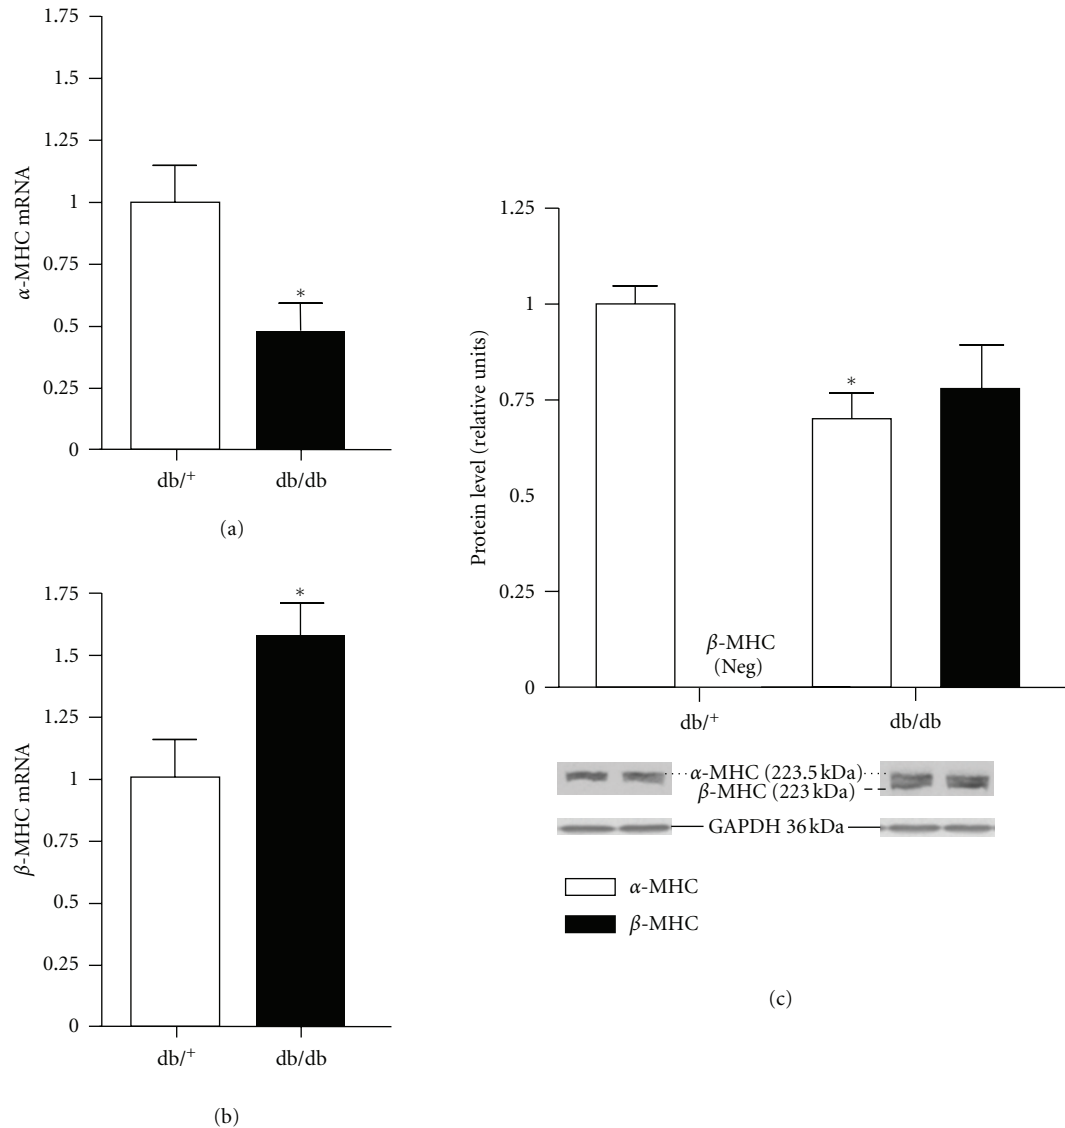 1.75
1.5
1.25
1
0.75
0.5
0.25
0
α-MHC mRNA
*
db/+
db/db
(a)
1.75
1.5
1.25
1
0.75
0.5
0.25
0
β-MHC mRNA
*
db/+
db/db
(b)
1.25
1
0.75
0.5
0.25
0
Protein level (relative units)
*
β-MHC
(Neg)
db/+
db/db
α-MHC (223.5 kDa)
β-MHC (223 kDa)
GAPDH 36 kDa
α-MHC
β-MHC
(c)